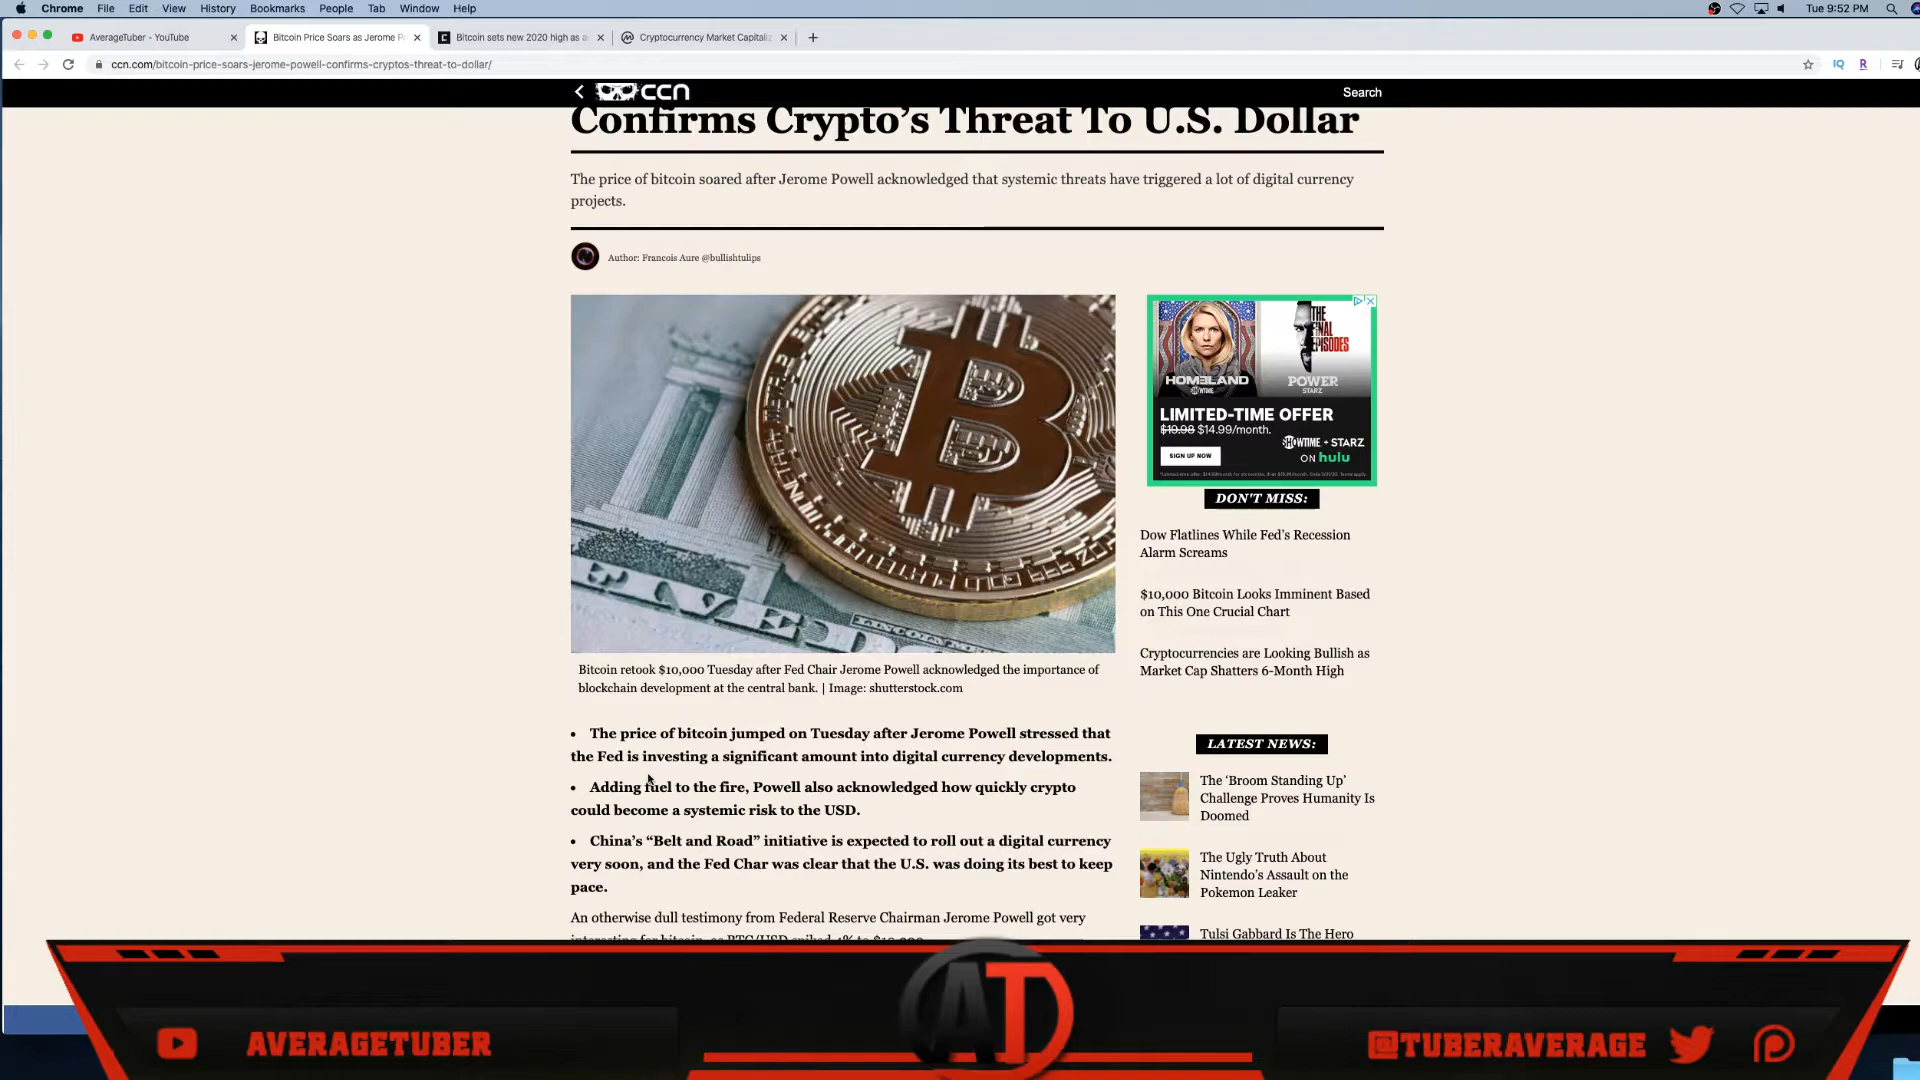 Chrome File Edit View History Bookmarks People Tab Window Help
Tue 9:52 PM
AverageTuber - YouTube
Bitcoin Price Soars as Jerome P
Bitcoin sets new 2020 high as a
Cryptocurrency Market Capitaliz
ccn.com/bitcoin-price-soars-jerome-powell-confirms-cryptos-threat-to-dollar/
ccn
Search
Confirms Crypto's Threat To U.S. Dollar
The price of bitcoin soared after Jerome Powell acknowledged that systemic threats have triggered a lot of digital currency
projects.
Author: Francois Aure @bullishtulips
HOMELAND
SHOWTIME
THE
FINAL
EPISODES
POWER
STARZ
LIMITED-TIME OFFER
$19.98 $14.99/month.
SIGN UP NOW
SHOWTIME + STARZ
ON hulu
DON'T MISS:
Dow Flatlines While Fed's Recession
Alarm Screams
$10,000 Bitcoin Looks Imminent Based
on This One Crucial Chart
Cryptocurrencies are Looking Bullish as
Market Cap Shatters 6-Month High
Bitcoin retook $10,000 Tuesday after Fed Chair Jerome Powell acknowledged the importance of
blockchain development at the central bank. | Image: shutterstock.com
• The price of bitcoin jumped on Tuesday after Jerome Powell stressed that
the Fed is investing a significant amount into digital currency developments.
• Adding fuel to the fire, Powell also acknowledged how quickly crypto
could become a systemic risk to the USD.
• China's “Belt and Road” initiative is expected to roll out a digital currency
very soon, and the Fed Char was clear that the U.S. was doing its best to keep
pace.
An otherwise dull testimony from Federal Reserve Chairman Jerome Powell got very
LATEST NEWS:
The ‘Broom Standing Up’
Challenge Proves Humanity Is
Doomed
The Ugly Truth About
Nintendo's Assault on the
Pokemon Leaker
Tulsi Gabbard Is The Hero
AVERAGETUBER
AT
@TUBERAVERAGE